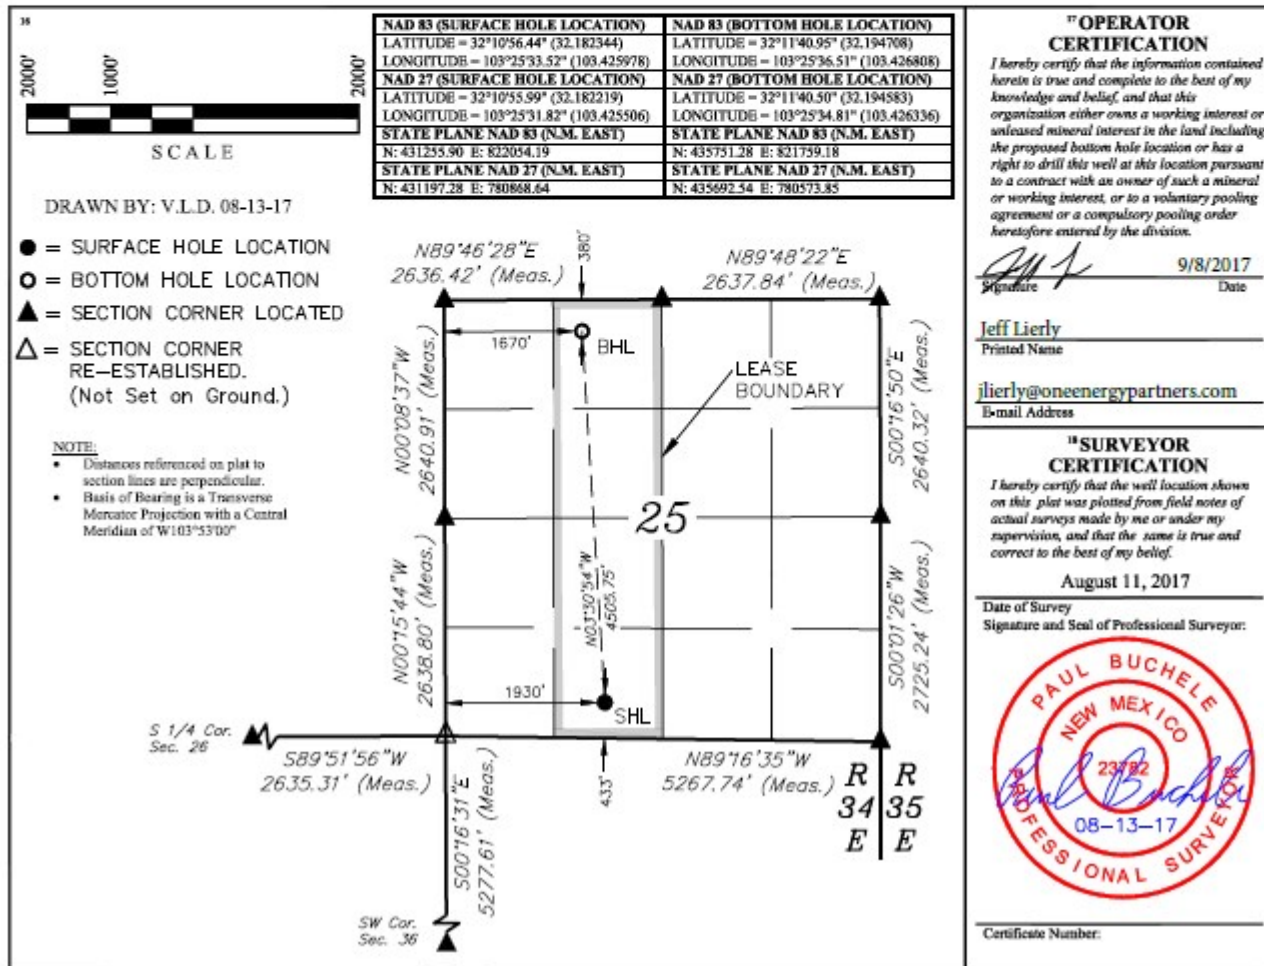 16
2000'
1000'
2000'
SCALE
DRAWN BY: V.L.D. 08-13-17
● = SURFACE HOLE LOCATION
○ = BOTTOM HOLE LOCATION
▲ = SECTION CORNER LOCATED
△ = SECTION CORNER
RE-ESTABLISHED.
(Not Set on Ground.)
NOTE:
• Distances referenced on plat to
section lines are perpendicular.
• Basis of Bearing is a Transverse
Mercator Projection with a Central
Meridian of W103°53'00"
NAD 83 (SURFACE HOLE LOCATION)
LATITUDE = 32°10'56.44" (32.182344)
LONGITUDE = 103°25'33.52" (103.425978)
NAD 27 (SURFACE HOLE LOCATION)
LATITUDE = 32°10'55.99" (32.182219)
LONGITUDE = 103°25'31.82" (103.425506)
STATE PLANE NAD 83 (N.M. EAST)
N: 431255.90 E: 822054.19
STATE PLANE NAD 27 (N.M. EAST)
N: 431197.28 E: 780868.64
NAD 83 (BOTTOM HOLE LOCATION)
LATITUDE = 32°11'40.95" (32.194708)
LONGITUDE = 103°25'36.51" (103.426808)
NAD 27 (BOTTOM HOLE LOCATION)
LATITUDE = 32°11'40.50" (32.194583)
LONGITUDE = 103°25'34.81" (103.426336)
STATE PLANE NAD 83 (N.M. EAST)
N: 435751.28 E: 821759.18
STATE PLANE NAD 27 (N.M. EAST)
N: 435692.54 E: 780573.85
N89°46'28"E
2636.42' (Meas.)
380'
N89°48'22"E
2637.84' (Meas.)
1670'
BHL
LEASE
BOUNDARY
N00°08'37"W
2640.91' (Meas.)
S00°16'50"E
2640.32' (Meas.)
25
N03°30'54"W
4505.75'
N00°15'44"W
2638.80' (Meas.)
S00°01'26"W
2725.24' (Meas.)
1930'
SHL
S 1/4 Cor.
Sec. 26
S89°51'56"W
2635.31' (Meas.)
433'
N89°16'35"W
5267.74' (Meas.)
R R
34 35
E E
S00°16'31"E
5277.61' (Meas.)
SW Cor.
Sec. 36
17 OPERATOR
CERTIFICATION
I hereby certify that the information contained
herein is true and complete to the best of my
knowledge and belief, and that this
organization either owns a working interest or
unleased mineral interest in the land including
the proposed bottom hole location or has a
right to drill this well at this location pursuant
to a contract with an owner of such a mineral
or working interest, or to a voluntary pooling
agreement or a compulsory pooling order
heretofore entered by the division.
9/8/2017
Signature Date
Jeff Lierly
Printed Name
jlierly@oneenergypartners.com
E-mail Address
18 SURVEYOR
CERTIFICATION
I hereby certify that the well location shown
on this plat was plotted from field notes of
actual surveys made by me or under my
supervision, and that the same is true and
correct to the best of my belief.
August 11, 2017
Date of Survey
Signature and Seal of Professional Surveyor:
PAUL BUCHELE
NEW MEXICO
23782
Paul Buchele
08-13-17
PROFESSIONAL SURVEYOR
Certificate Number: